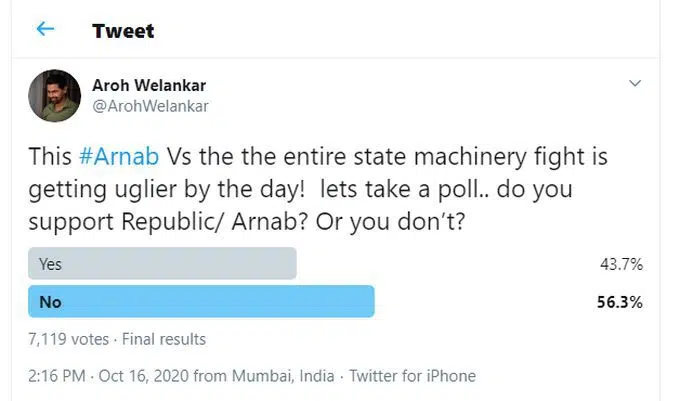 Tweet
Aroh Welankar
@ArohWelankar
This #Arnab Vs the the entire state machinery fight is
getting uglier by the day!  lets take a poll.. do you
support Republic/ Arnab? Or you don't?
Yes 43.7%
No 56.3%
7,119 votes · Final results
2:16 PM · Oct 16, 2020 from Mumbai, India · Twitter for iPhone